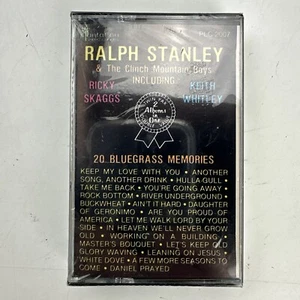 RALPH STANLEY
& The Clinch Mountain Boys
INCLUDING
RICKY SKAGGS
KEITH WHITLEY
2
Albums
in
One
20 BLUEGRASS MEMORIES
KEEP MY LOVE WITH YOU • ANOTHER
SONG, ANOTHER DRINK • HULLA GULL •
TAKE ME BACK • YOU'RE GOING AWAY •
ROCK BOTTOM • RIVER UNDERGROUND •
BUCKWHEAT • AIN'T IT HARD • DAUGHTER
OF GERONIMO • ARE YOU PROUD OF
AMERICA • LET ME WALK LORD BY YOUR
SIDE • IN HEAVEN WE'LL NEVER GROW
OLD • WORKING ON A BUILDING •
MASTER'S BOUQUET • LET'S KEEP OLD
GLORY WAVING • LEANING ON JESUS •
WHITE DOVE • A FEW MORE SEASONS TO
COME • DANIEL PRAYED